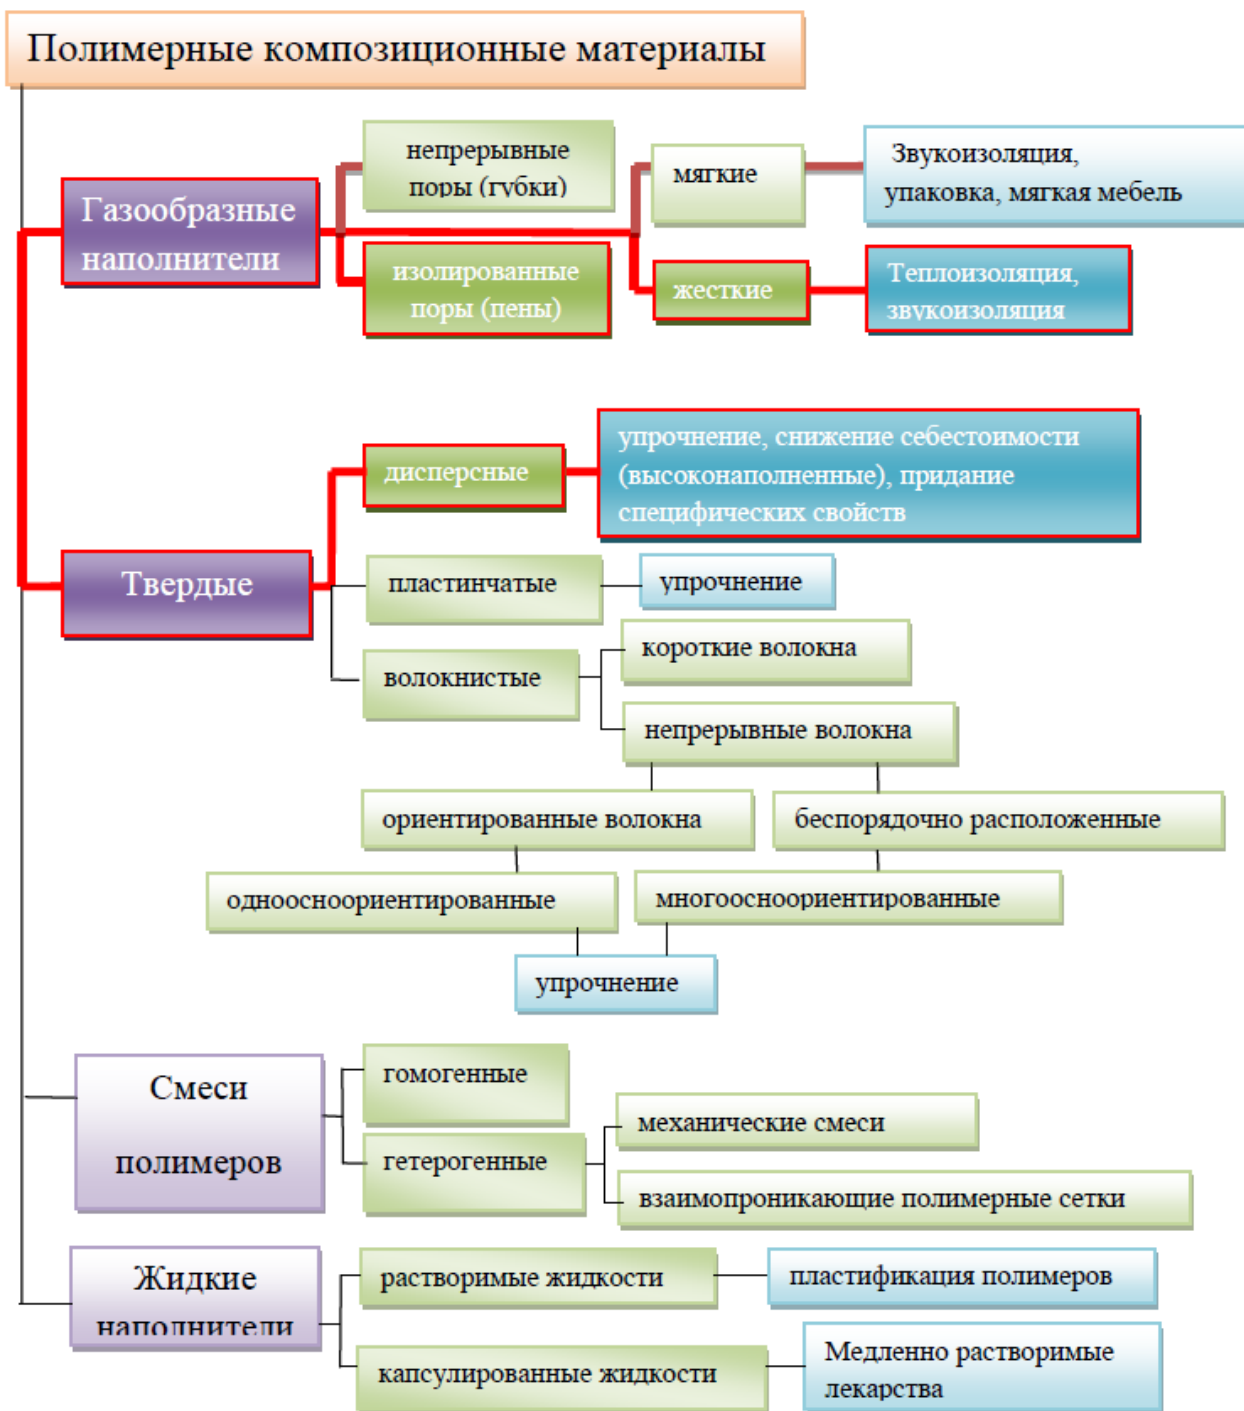 Полимерные композиционные материалы
непрерывные
поры (губки)
мягкие
Звукоизоляция,
упаковка, мягкая мебель
Газообразные
наполнители
изолированные
поры (пены)
жесткие
Теплоизоляция,
звукоизоляция
дисперсные
упрочнение, снижение себестоимости
(высоконаполненные), придание
специфических свойств
Твердые
пластинчатые
упрочнение
волокнистые
короткие волокна
непрерывные волокна
ориентированные волокна
беспорядочно расположенные
одноосноориентированные
многоосноориентированные
упрочнение
Смеси
полимеров
гомогенные
гетерогенные
механические смеси
взаимопроникающие полимерные сетки
Жидкие
наполнители
растворимые жидкости
пластификация полимеров
капсулированные жидкости
Медленно растворимые
лекарства